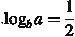 log_b a = 1/2